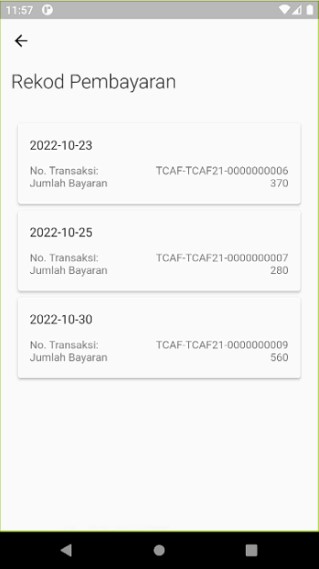 11:57
Rekod Pembayaran
2022-10-23
No. Transaksi: TCAF-TCAF21-0000000006
Jumlah Bayaran 370
2022-10-25
No. Transaksi: TCAF-TCAF21-0000000007
Jumlah Bayaran 280
2022-10-30
No. Transaksi: TCAF-TCAF21-0000000009
Jumlah Bayaran 560